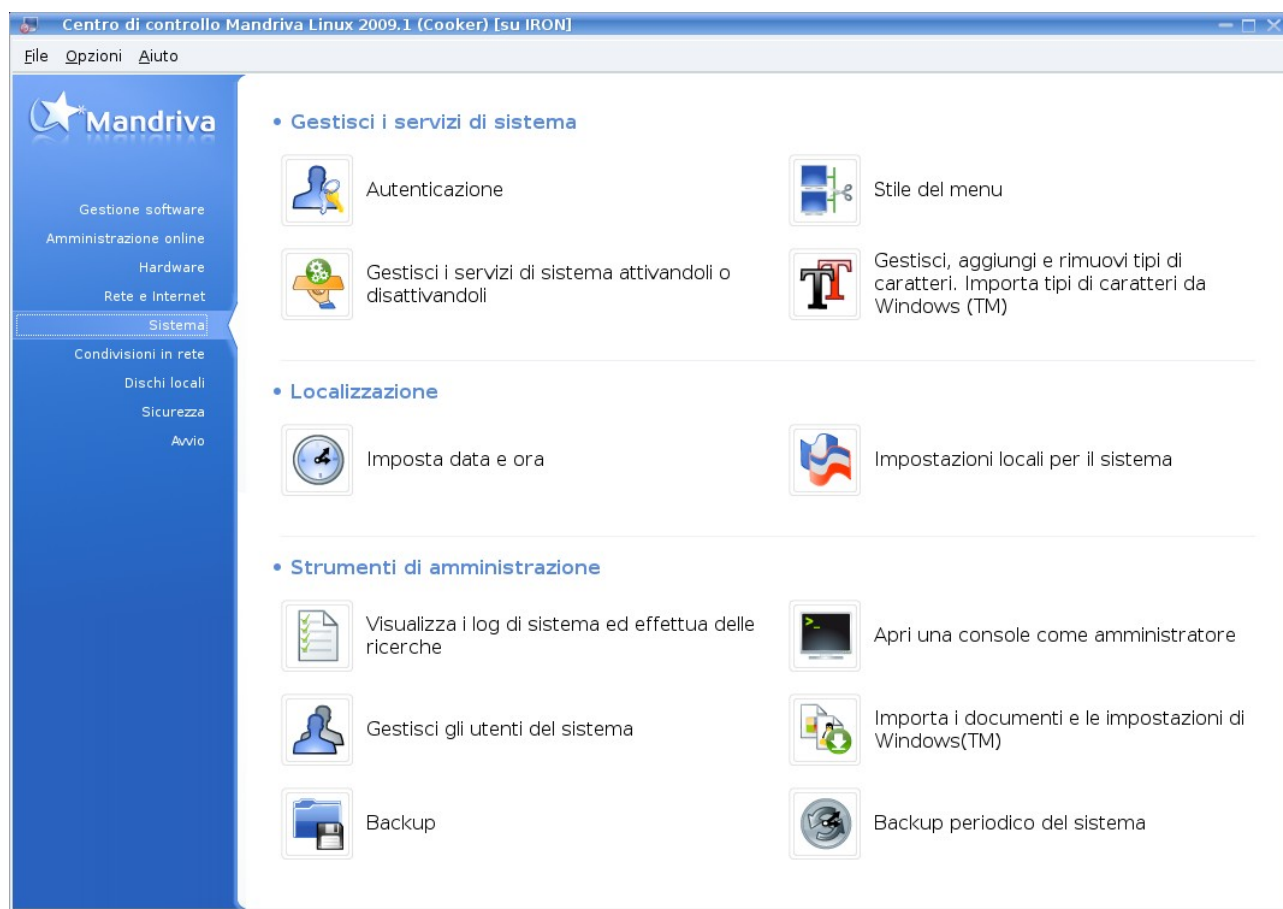 Centro di controllo Mandriva Linux 2009.1 (Cooker) [su IRON]
File Opzioni Aiuto
Mandriva
Gestione software
Amministrazione online
Hardware
Rete e Internet
Sistema
Condivisioni in rete
Dischi locali
Sicurezza
Avvio
• Gestisci i servizi di sistema
Autenticazione
Stile del menu
Gestisci i servizi di sistema attivandoli o
disattivandoli
Gestisci, aggiungi e rimuovi tipi di
caratteri. Importa tipi di caratteri da
Windows (TM)
• Localizzazione
Imposta data e ora
Impostazioni locali per il sistema
• Strumenti di amministrazione
Visualizza i log di sistema ed effettua delle
ricerche
Apri una console come amministratore
Gestisci gli utenti del sistema
Importa i documenti e le impostazioni di
Windows(TM)
Backup
Backup periodico del sistema